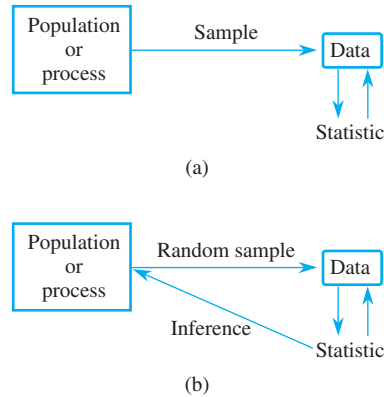 Population
or
process
Sample
Data
Statistic
(a)
Population
or
process
Random sample
Data
Inference
Statistic
(b)